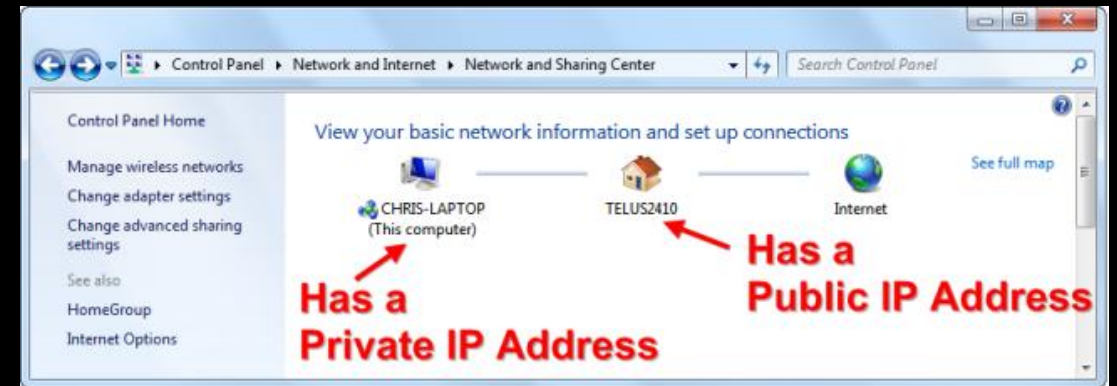 Control Panel ▸ Network and Internet ▸ Network and Sharing Center
Search Control Panel
Control Panel Home
Manage wireless networks
Change adapter settings
Change advanced sharing
settings
See also
HomeGroup
Internet Options
View your basic network information and set up connections
See full map
CHRIS-LAPTOP
(This computer)
TELUS2410
Internet
Has a
Private IP Address
Has a
Public IP Address